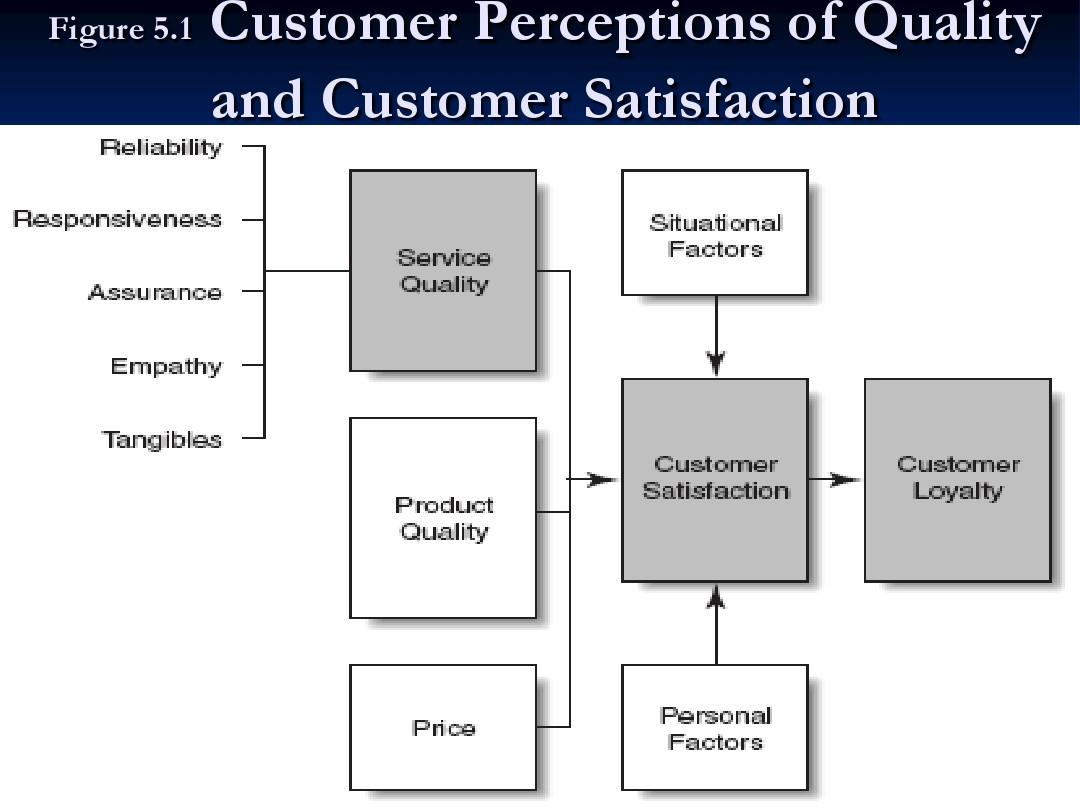 Figure 5.1 Customer Perceptions of Quality
and Customer Satisfaction
Reliability
Responsiveness
Assurance
Empathy
Tangibles
Service
Quality
Product
Quality
Price
Situational
Factors
Customer
Satisfaction
Personal
Factors
Customer
Loyalty